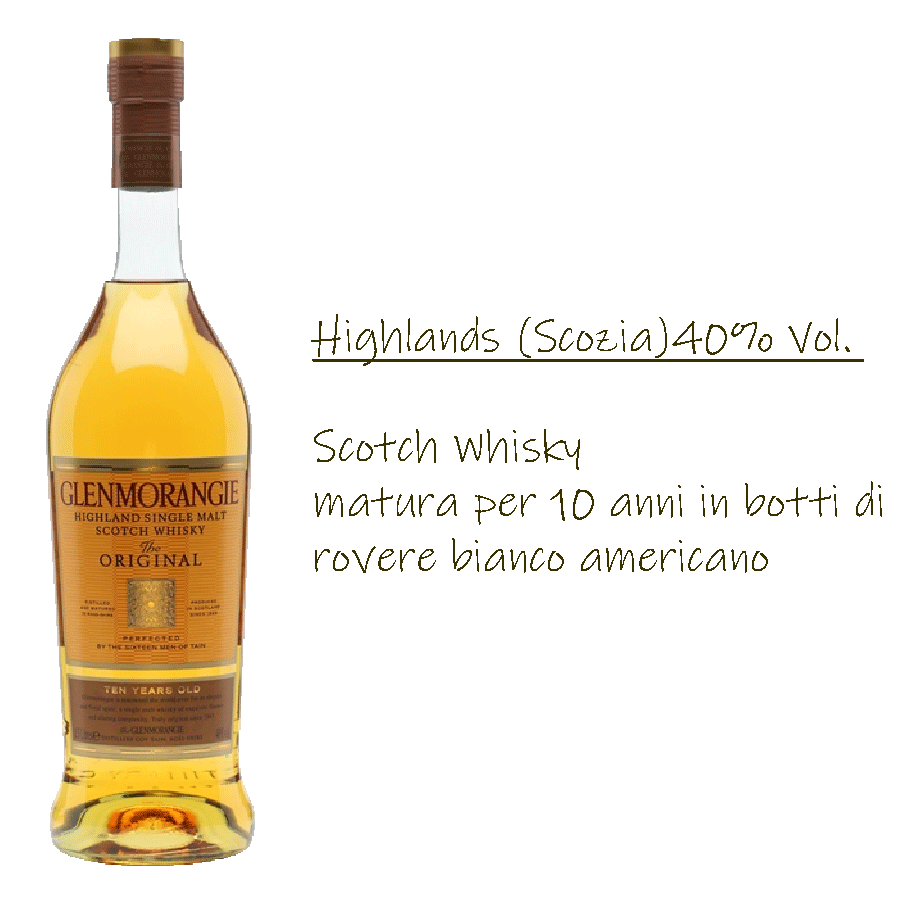 Highlands (Scozia)40% Vol.
Scotch Whisky
matura per 10 anni in botti di
rovere bianco americano
GLENMORANGIE
HIGHLAND SINGLE MALT
SCOTCH WHISKY
The
ORIGINAL
PERFECTED
BY THE SIXTEEN MEN OF TAIN
TEN YEARS OLD
GLENMORANGIE